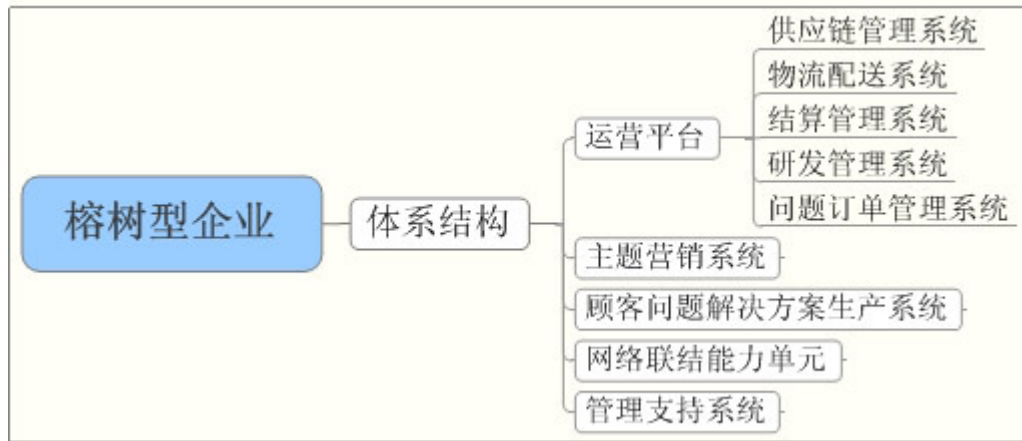 榕树型企业
体系结构
运营平台
供应链管理系统
物流配送系统
结算管理系统
研发管理系统
问题订单管理系统
主题营销系统
顾客问题解决方案生产系统
网络联结能力单元
管理支持系统